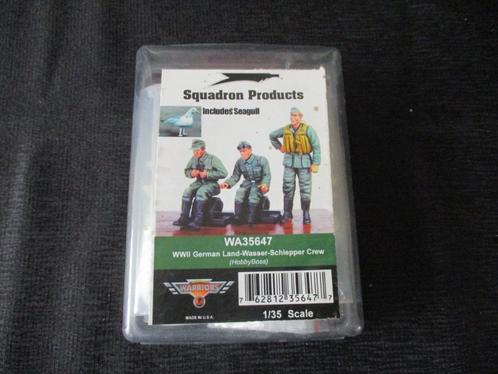 Squadron Products
Includes Seagull
WA35647
WWII German Land-Wasser-Schlepper Crew
(HobbyBoss)
WARRIORS
MADE IN U.S.A.
7 62812 35647 7
1/35 Scale